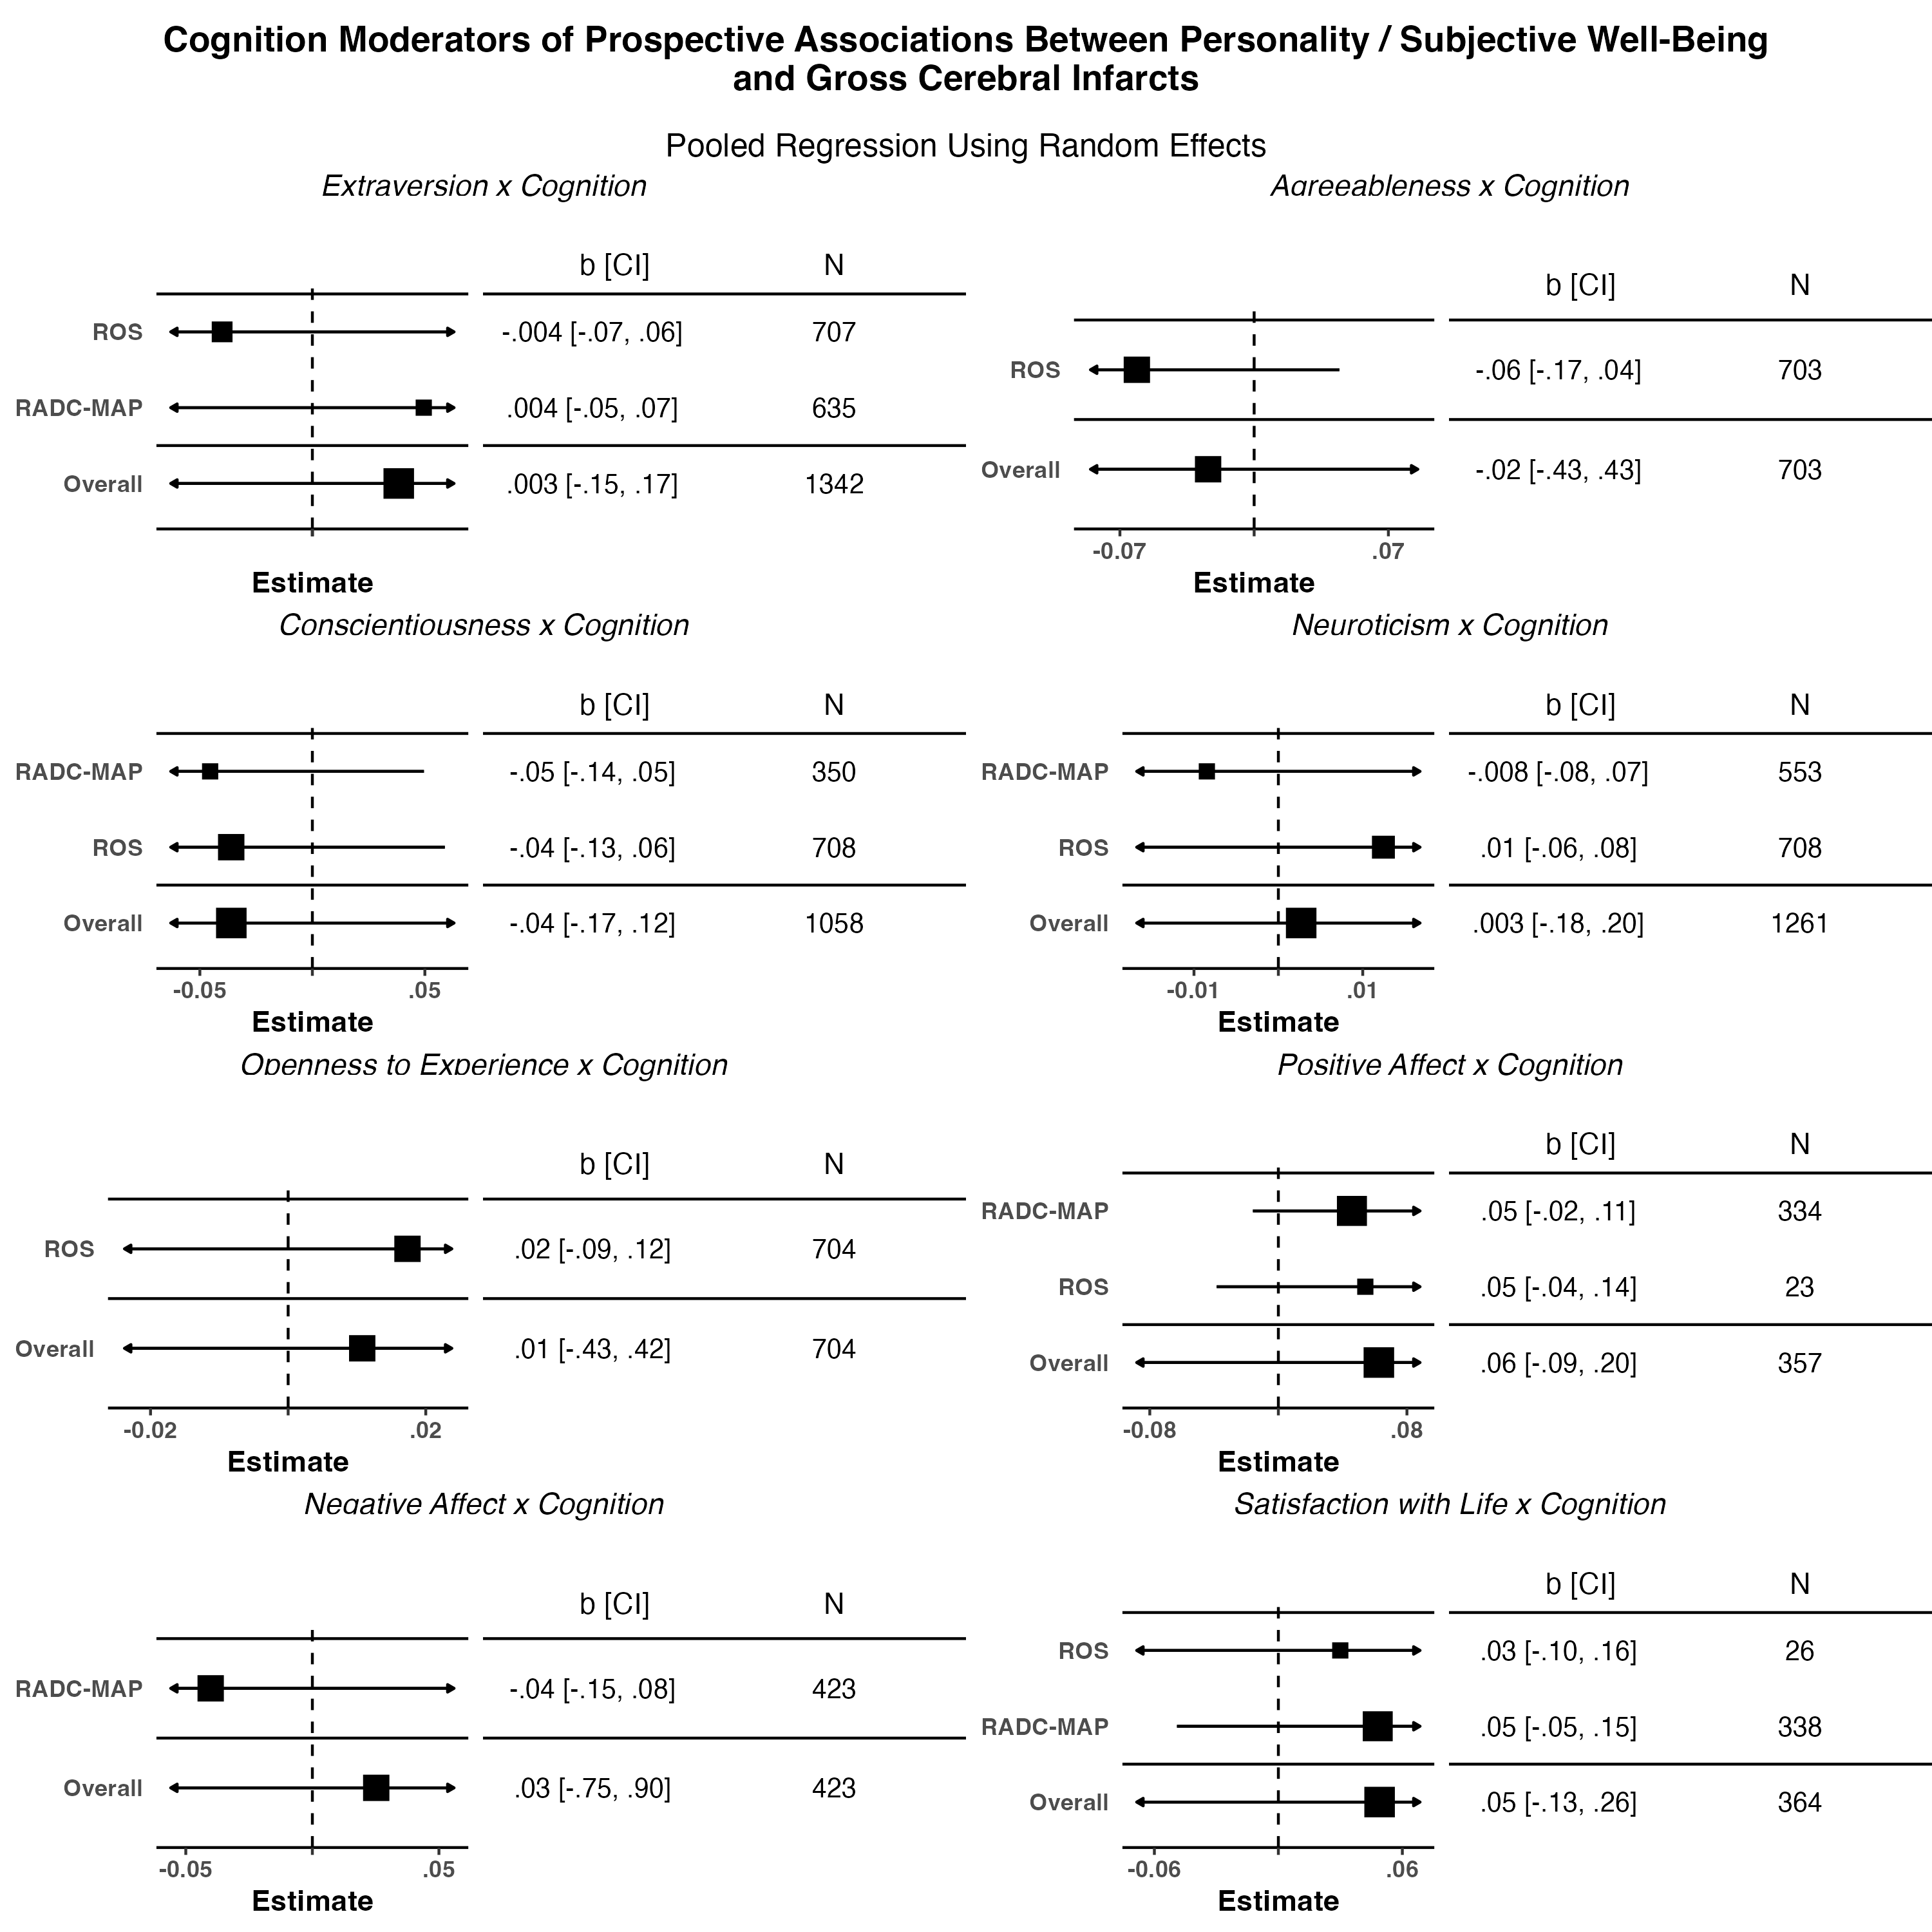 Cognition Moderators of Prospective Associations Between Personality / Subjective Well-Being
and Gross Cerebral Infarcts
Pooled Regression Using Random Effects
Extraversion x Cognition
b [CI] N
ROS -.004 [-.07, .06] 707
RADC-MAP .004 [-.05, .07] 635
Overall .003 [-.15, .17] 1342
Estimate
Agreeableness x Cognition
b [CI] N
ROS -.06 [-.17, .04] 703
Overall -.02 [-.43, .43] 703
-0.07 .07
Estimate
Conscientiousness x Cognition
b [CI] N
RADC-MAP -.05 [-.14, .05] 350
ROS -.04 [-.13, .06] 708
Overall -.04 [-.17, .12] 1058
-0.05 .05
Estimate
Neuroticism x Cognition
b [CI] N
RADC-MAP -.008 [-.08, .07] 553
ROS .01 [-.06, .08] 708
Overall .003 [-.18, .20] 1261
-0.01 .01
Estimate
Openness to Experience x Cognition
b [CI] N
ROS .02 [-.09, .12] 704
Overall .01 [-.43, .42] 704
-0.02 .02
Estimate
Positive Affect x Cognition
b [CI] N
RADC-MAP .05 [-.02, .11] 334
ROS .05 [-.04, .14] 23
Overall .06 [-.09, .20] 357
-0.08 .08
Estimate
Negative Affect x Cognition
b [CI] N
RADC-MAP -.04 [-.15, .08] 423
Overall .03 [-.75, .90] 423
-0.05 .05
Estimate
Satisfaction with Life x Cognition
b [CI] N
ROS .03 [-.10, .16] 26
RADC-MAP .05 [-.05, .15] 338
Overall .05 [-.13, .26] 364
-0.06 .06
Estimate